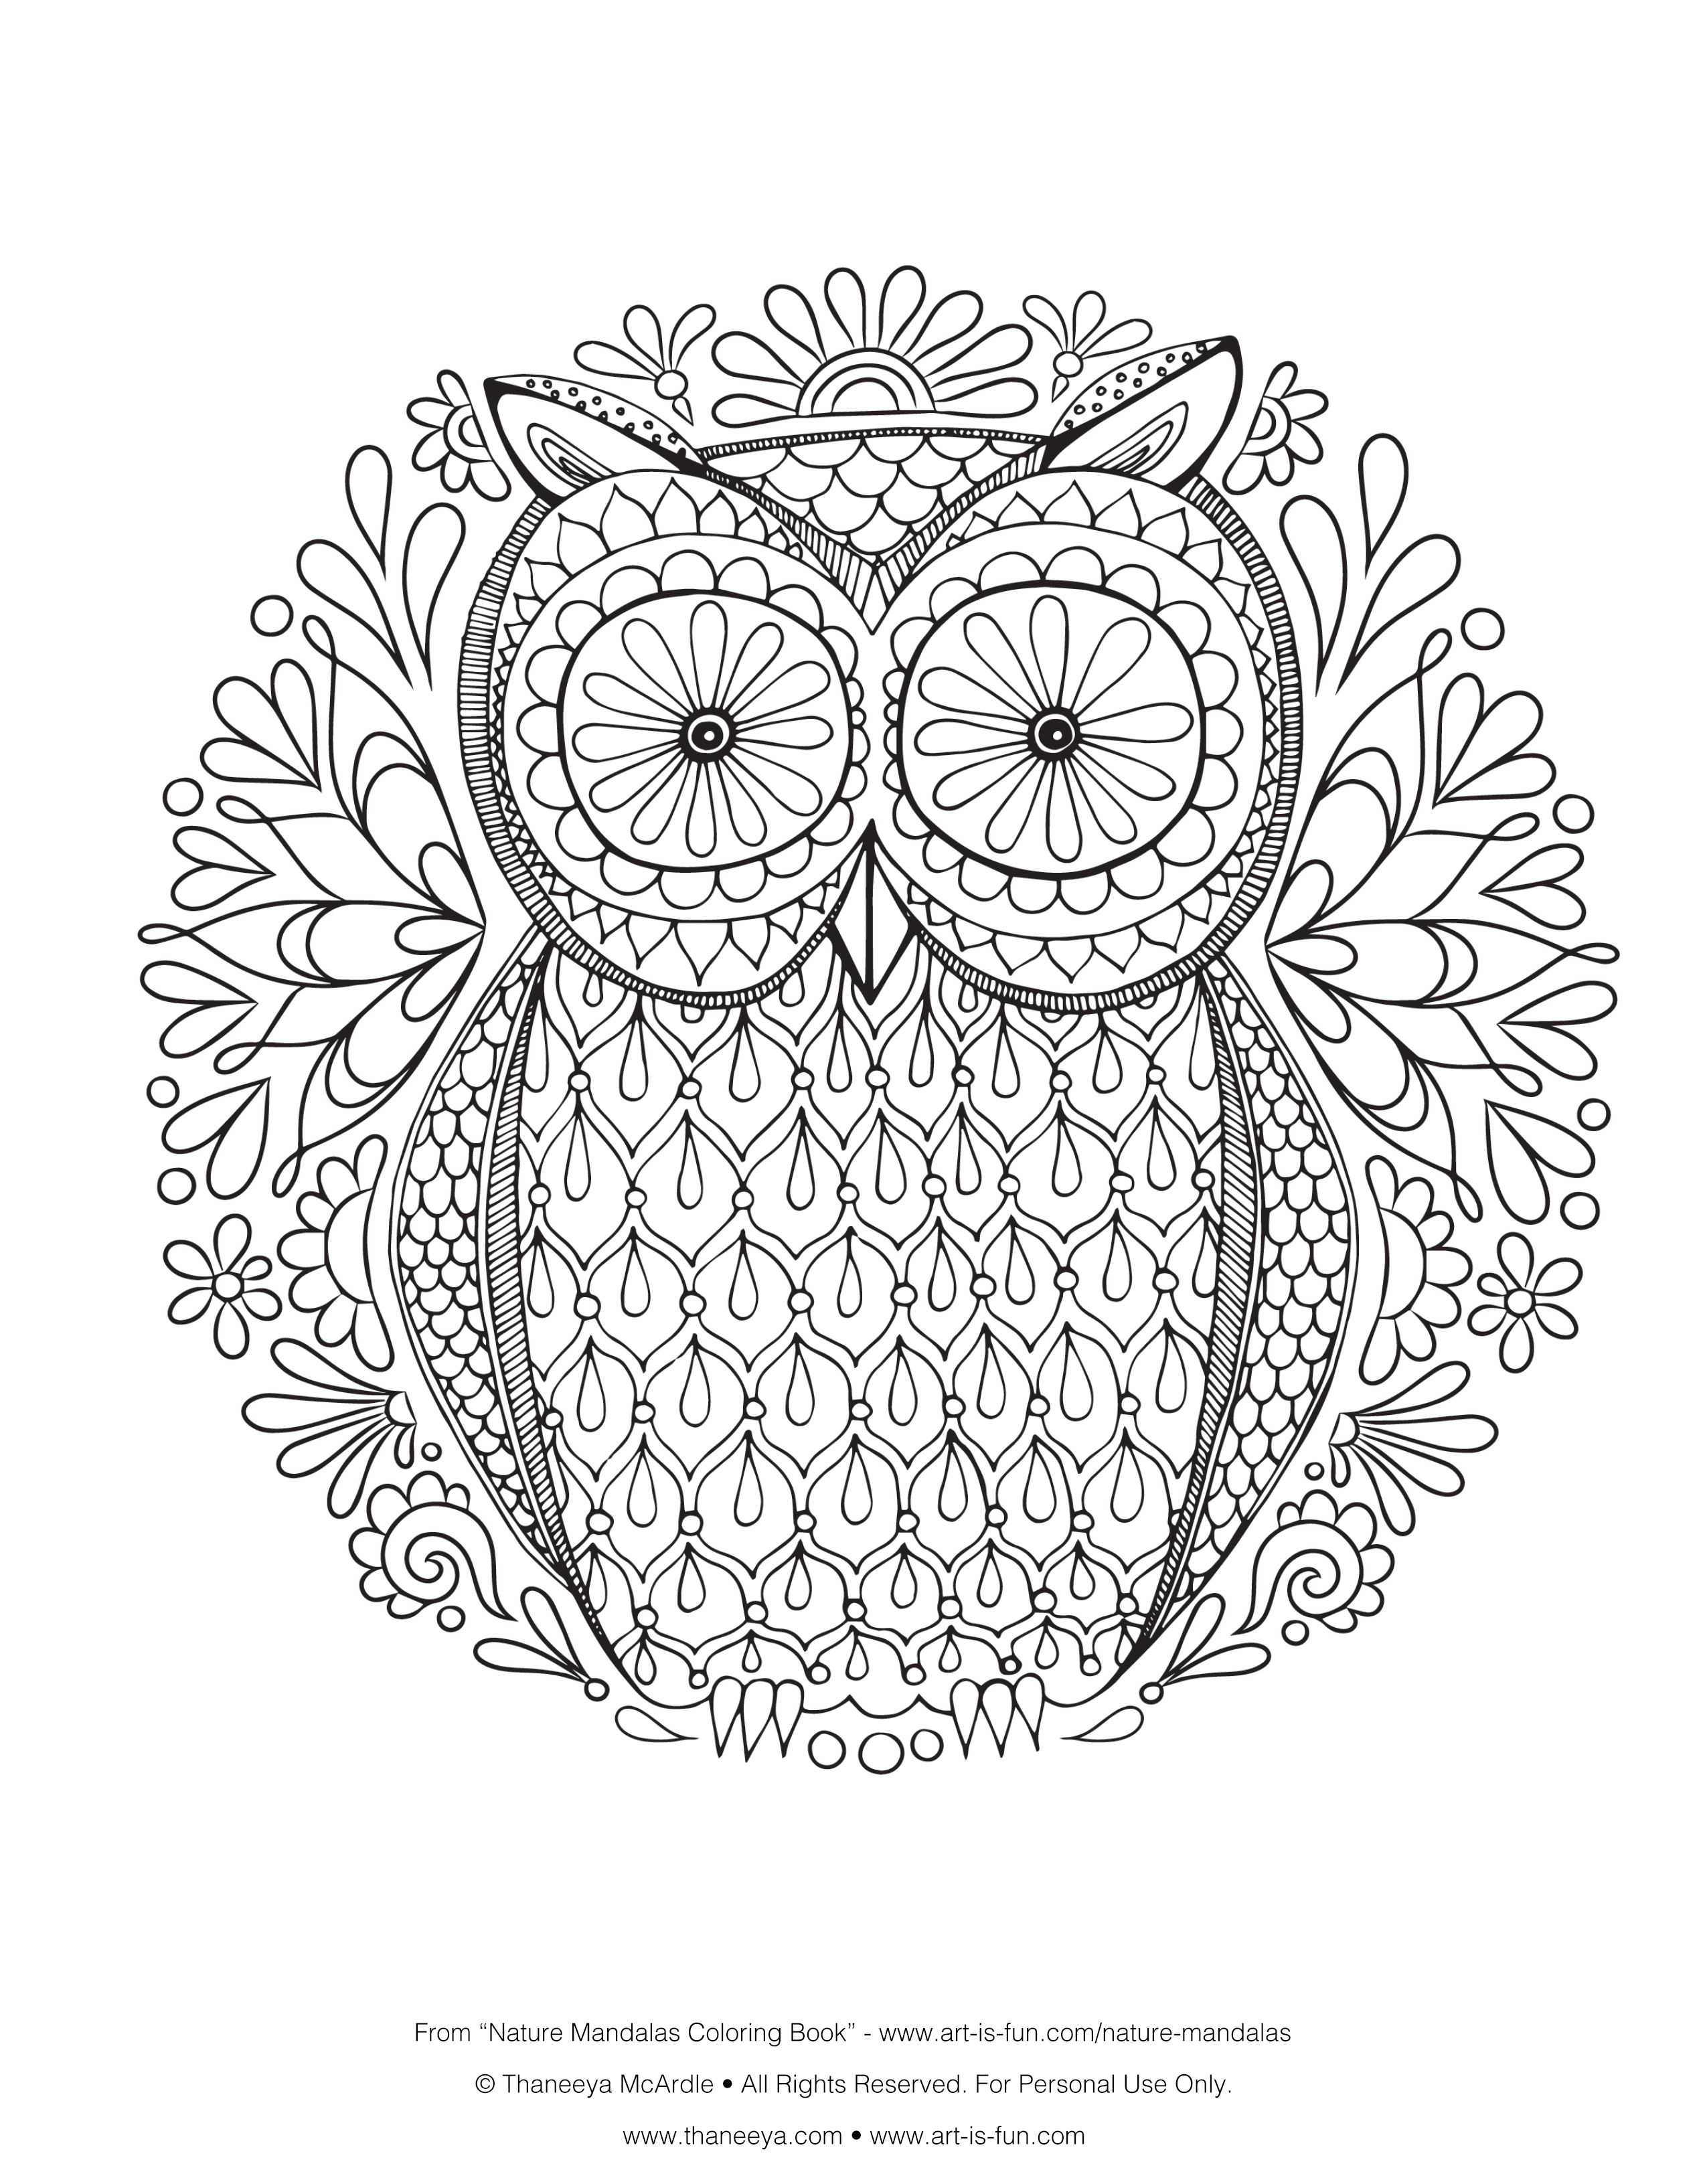 From “Nature Mandalas Coloring Book” - www.art-is-fun.com/nature-mandalas
© Thaneeya McArdle • All Rights Reserved. For Personal Use Only.
www.thaneeya.com • www.art-is-fun.com